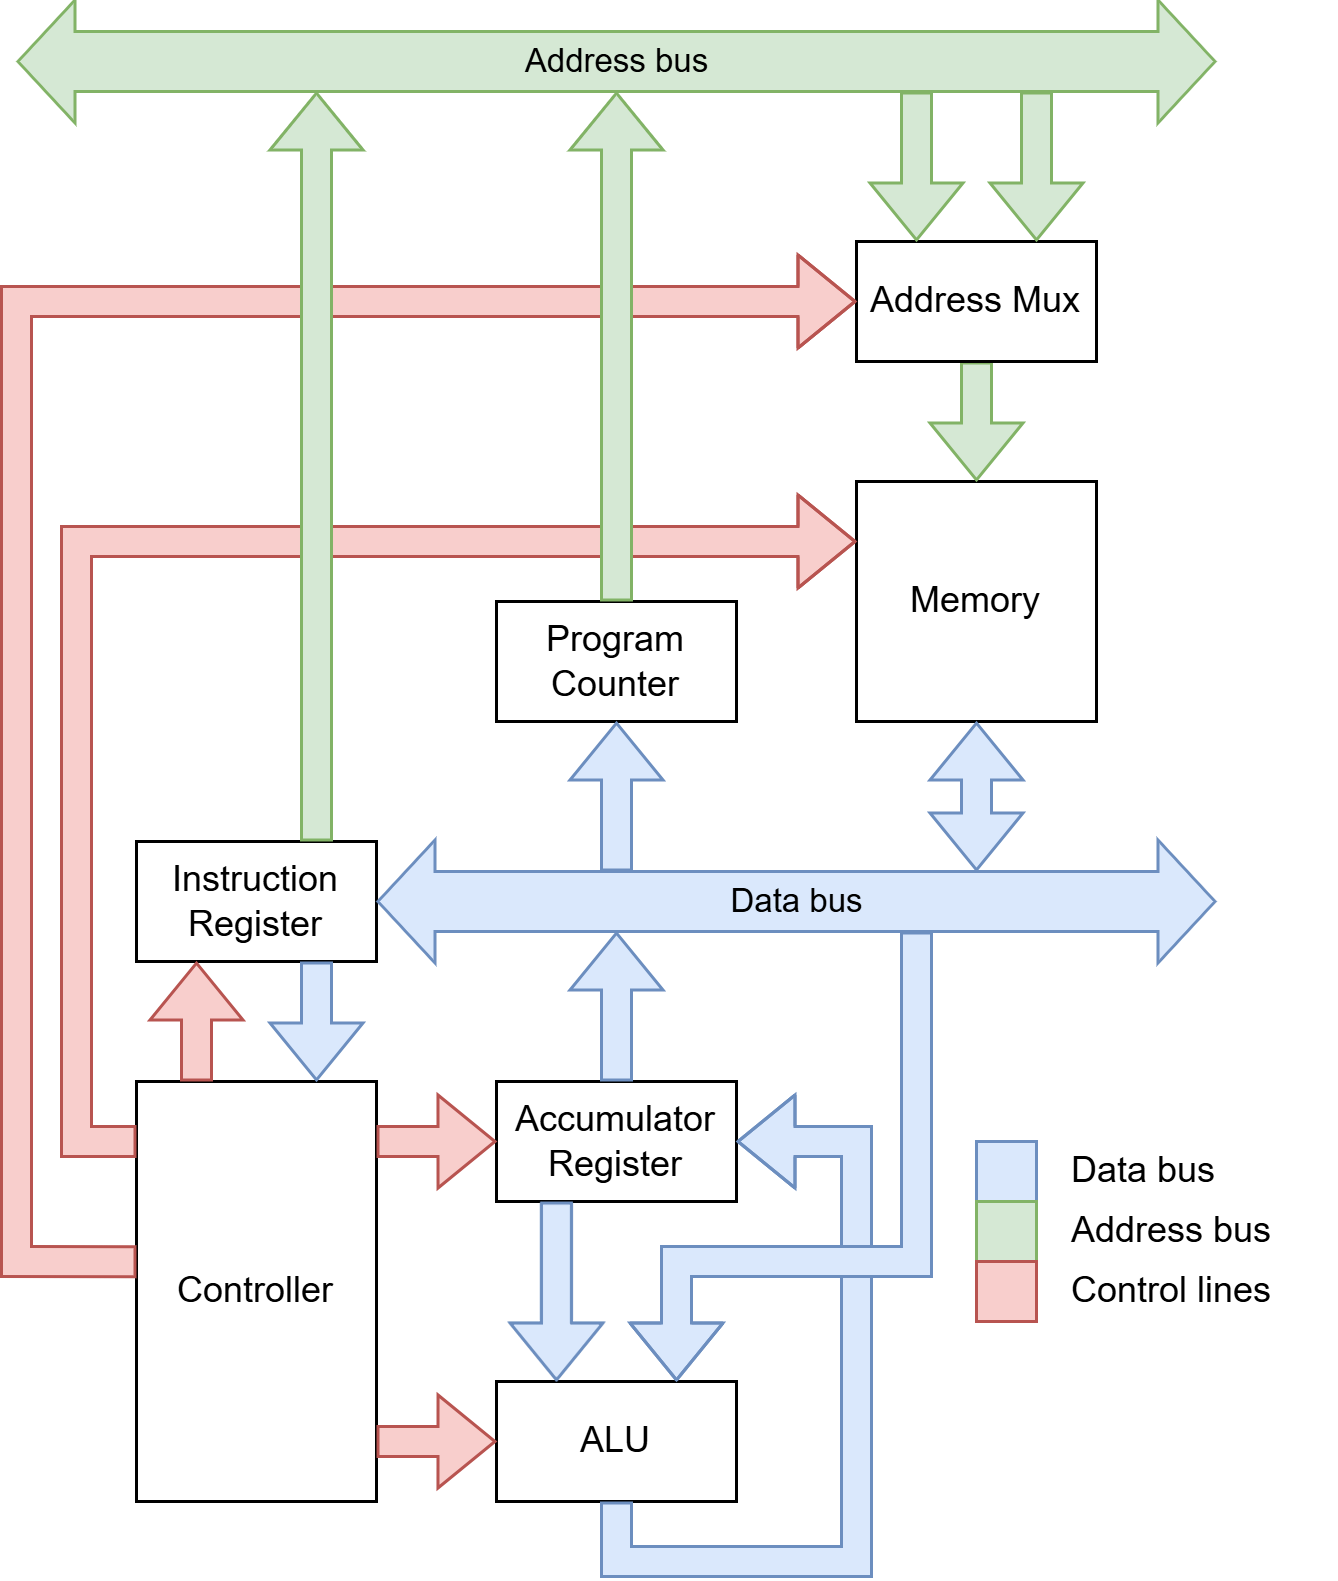 Address bus
Address Mux
Memory
Program
Counter
Instruction
Register
Data bus
Accumulator
Register
Controller
ALU
Data bus
Address bus
Control lines